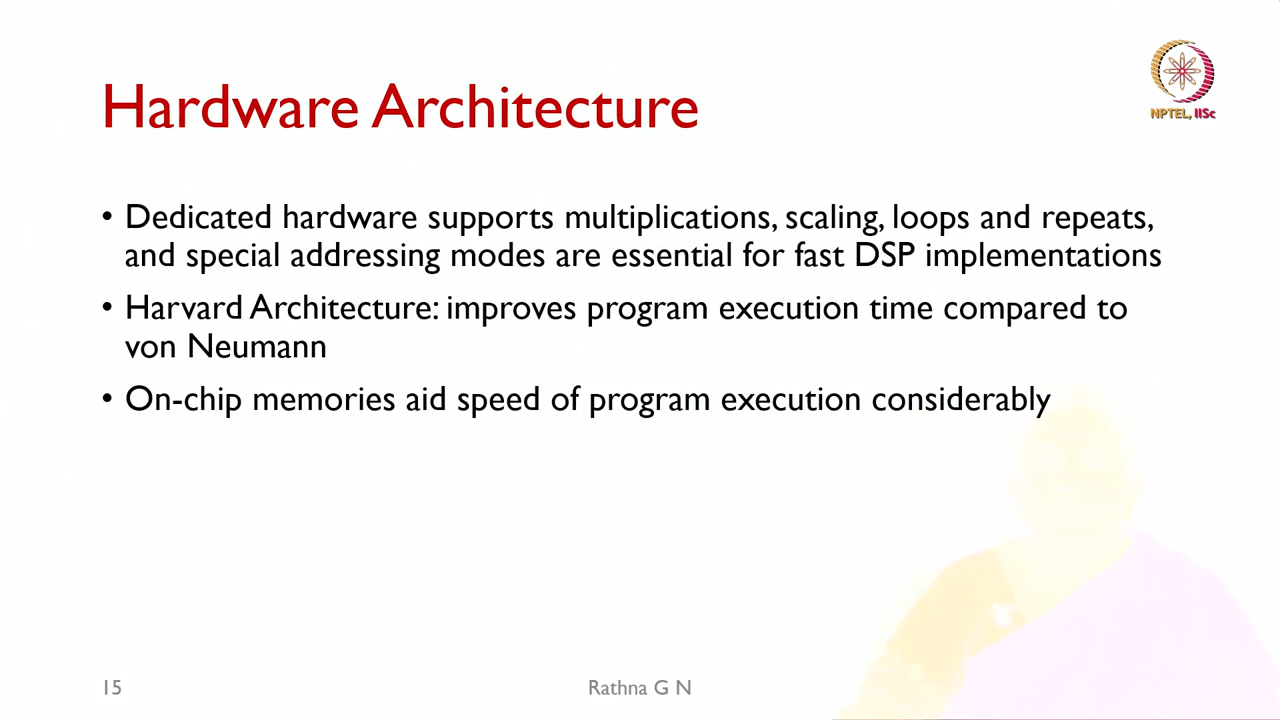 Hardware Architecture
NPTEL, IISc
• Dedicated hardware supports multiplications, scaling, loops and repeats,
and special addressing modes are essential for fast DSP implementations
• Harvard Architecture: improves program execution time compared to
von Neumann
• On-chip memories aid speed of program execution considerably
15
Rathna G N